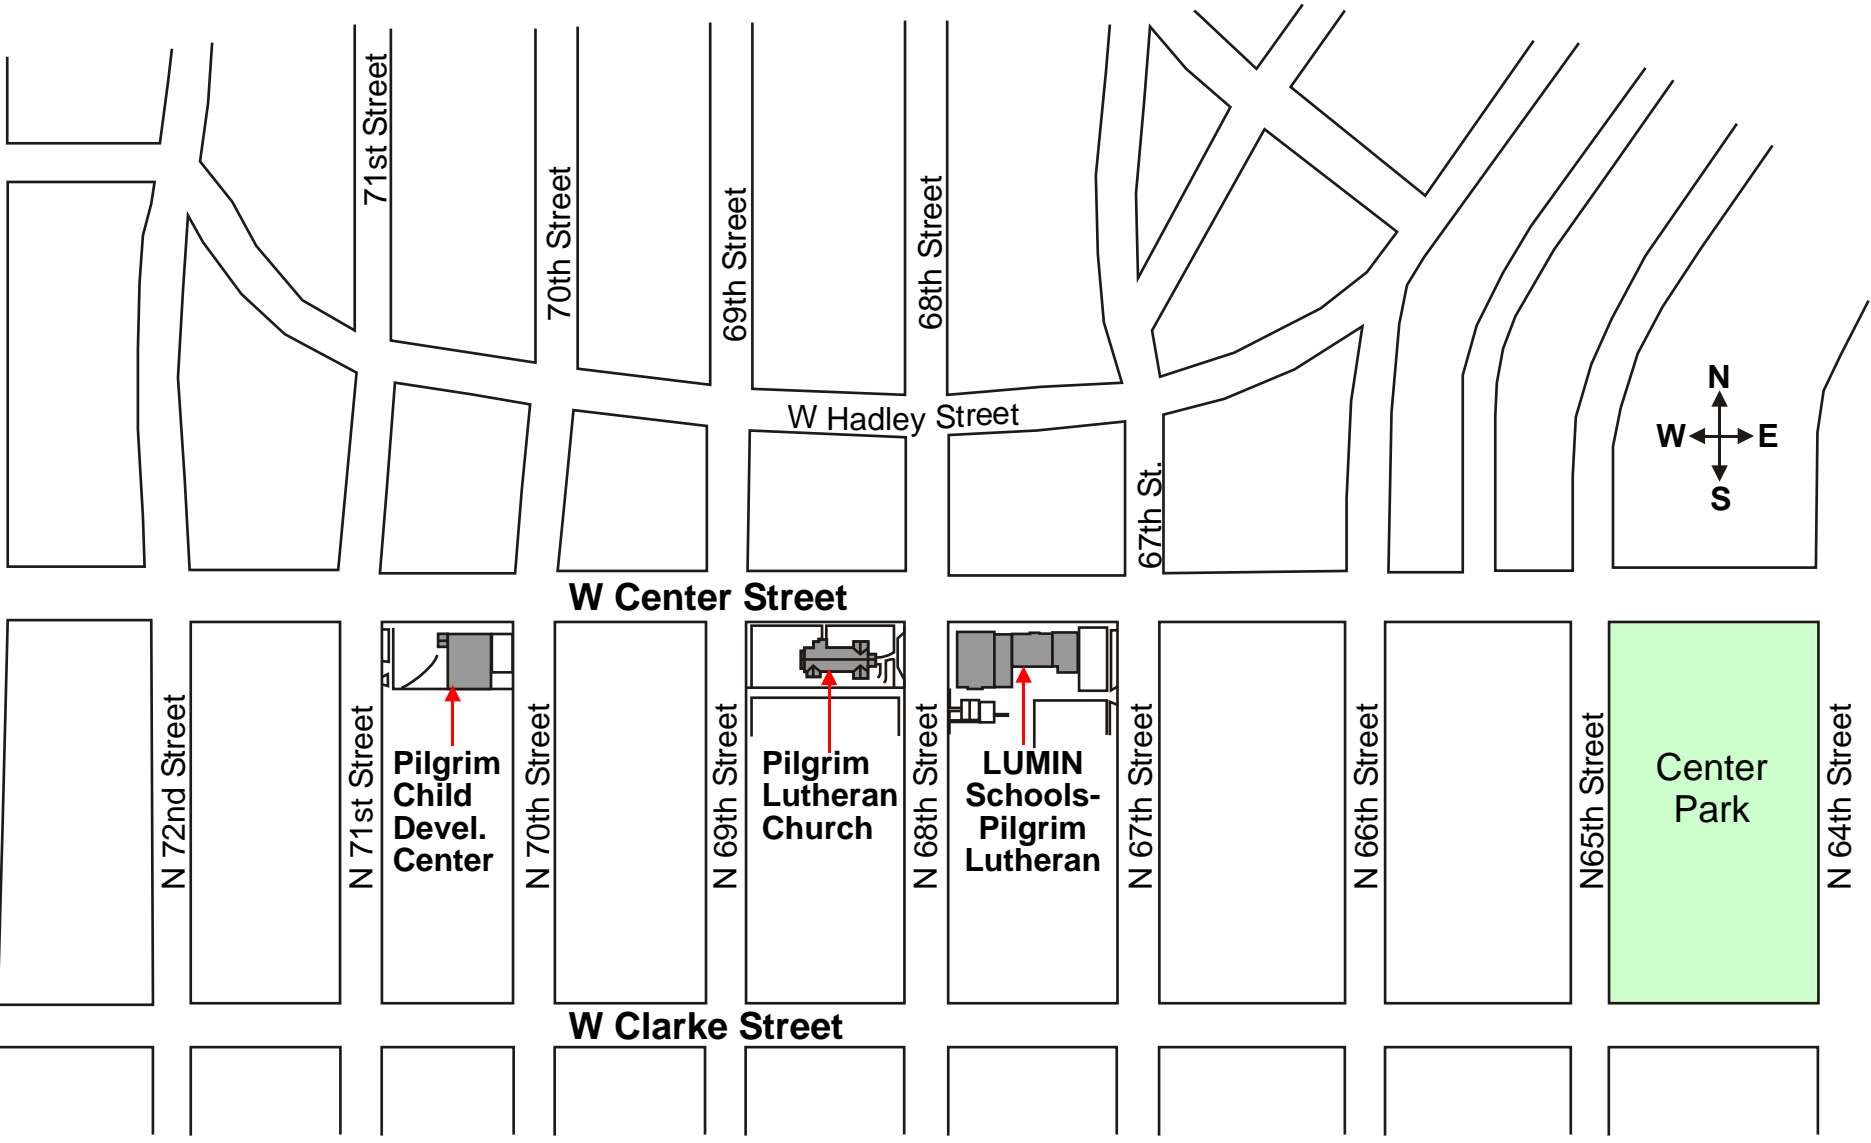 71st Street
70th Street
69th Street
68th Street
W Hadley Street
67th St.
N
W
E
S
W Center Street
N 72nd Street
N 71st Street
Pilgrim
Child
Devel.
Center
N 70th Street
N 69th Street
Pilgrim
Lutheran
Church
N 68th Street
LUMIN
Schools-
Pilgrim
Lutheran
N 67th Street
N 66th Street
N65th Street
Center
Park
N 64th Street
W Clarke Street